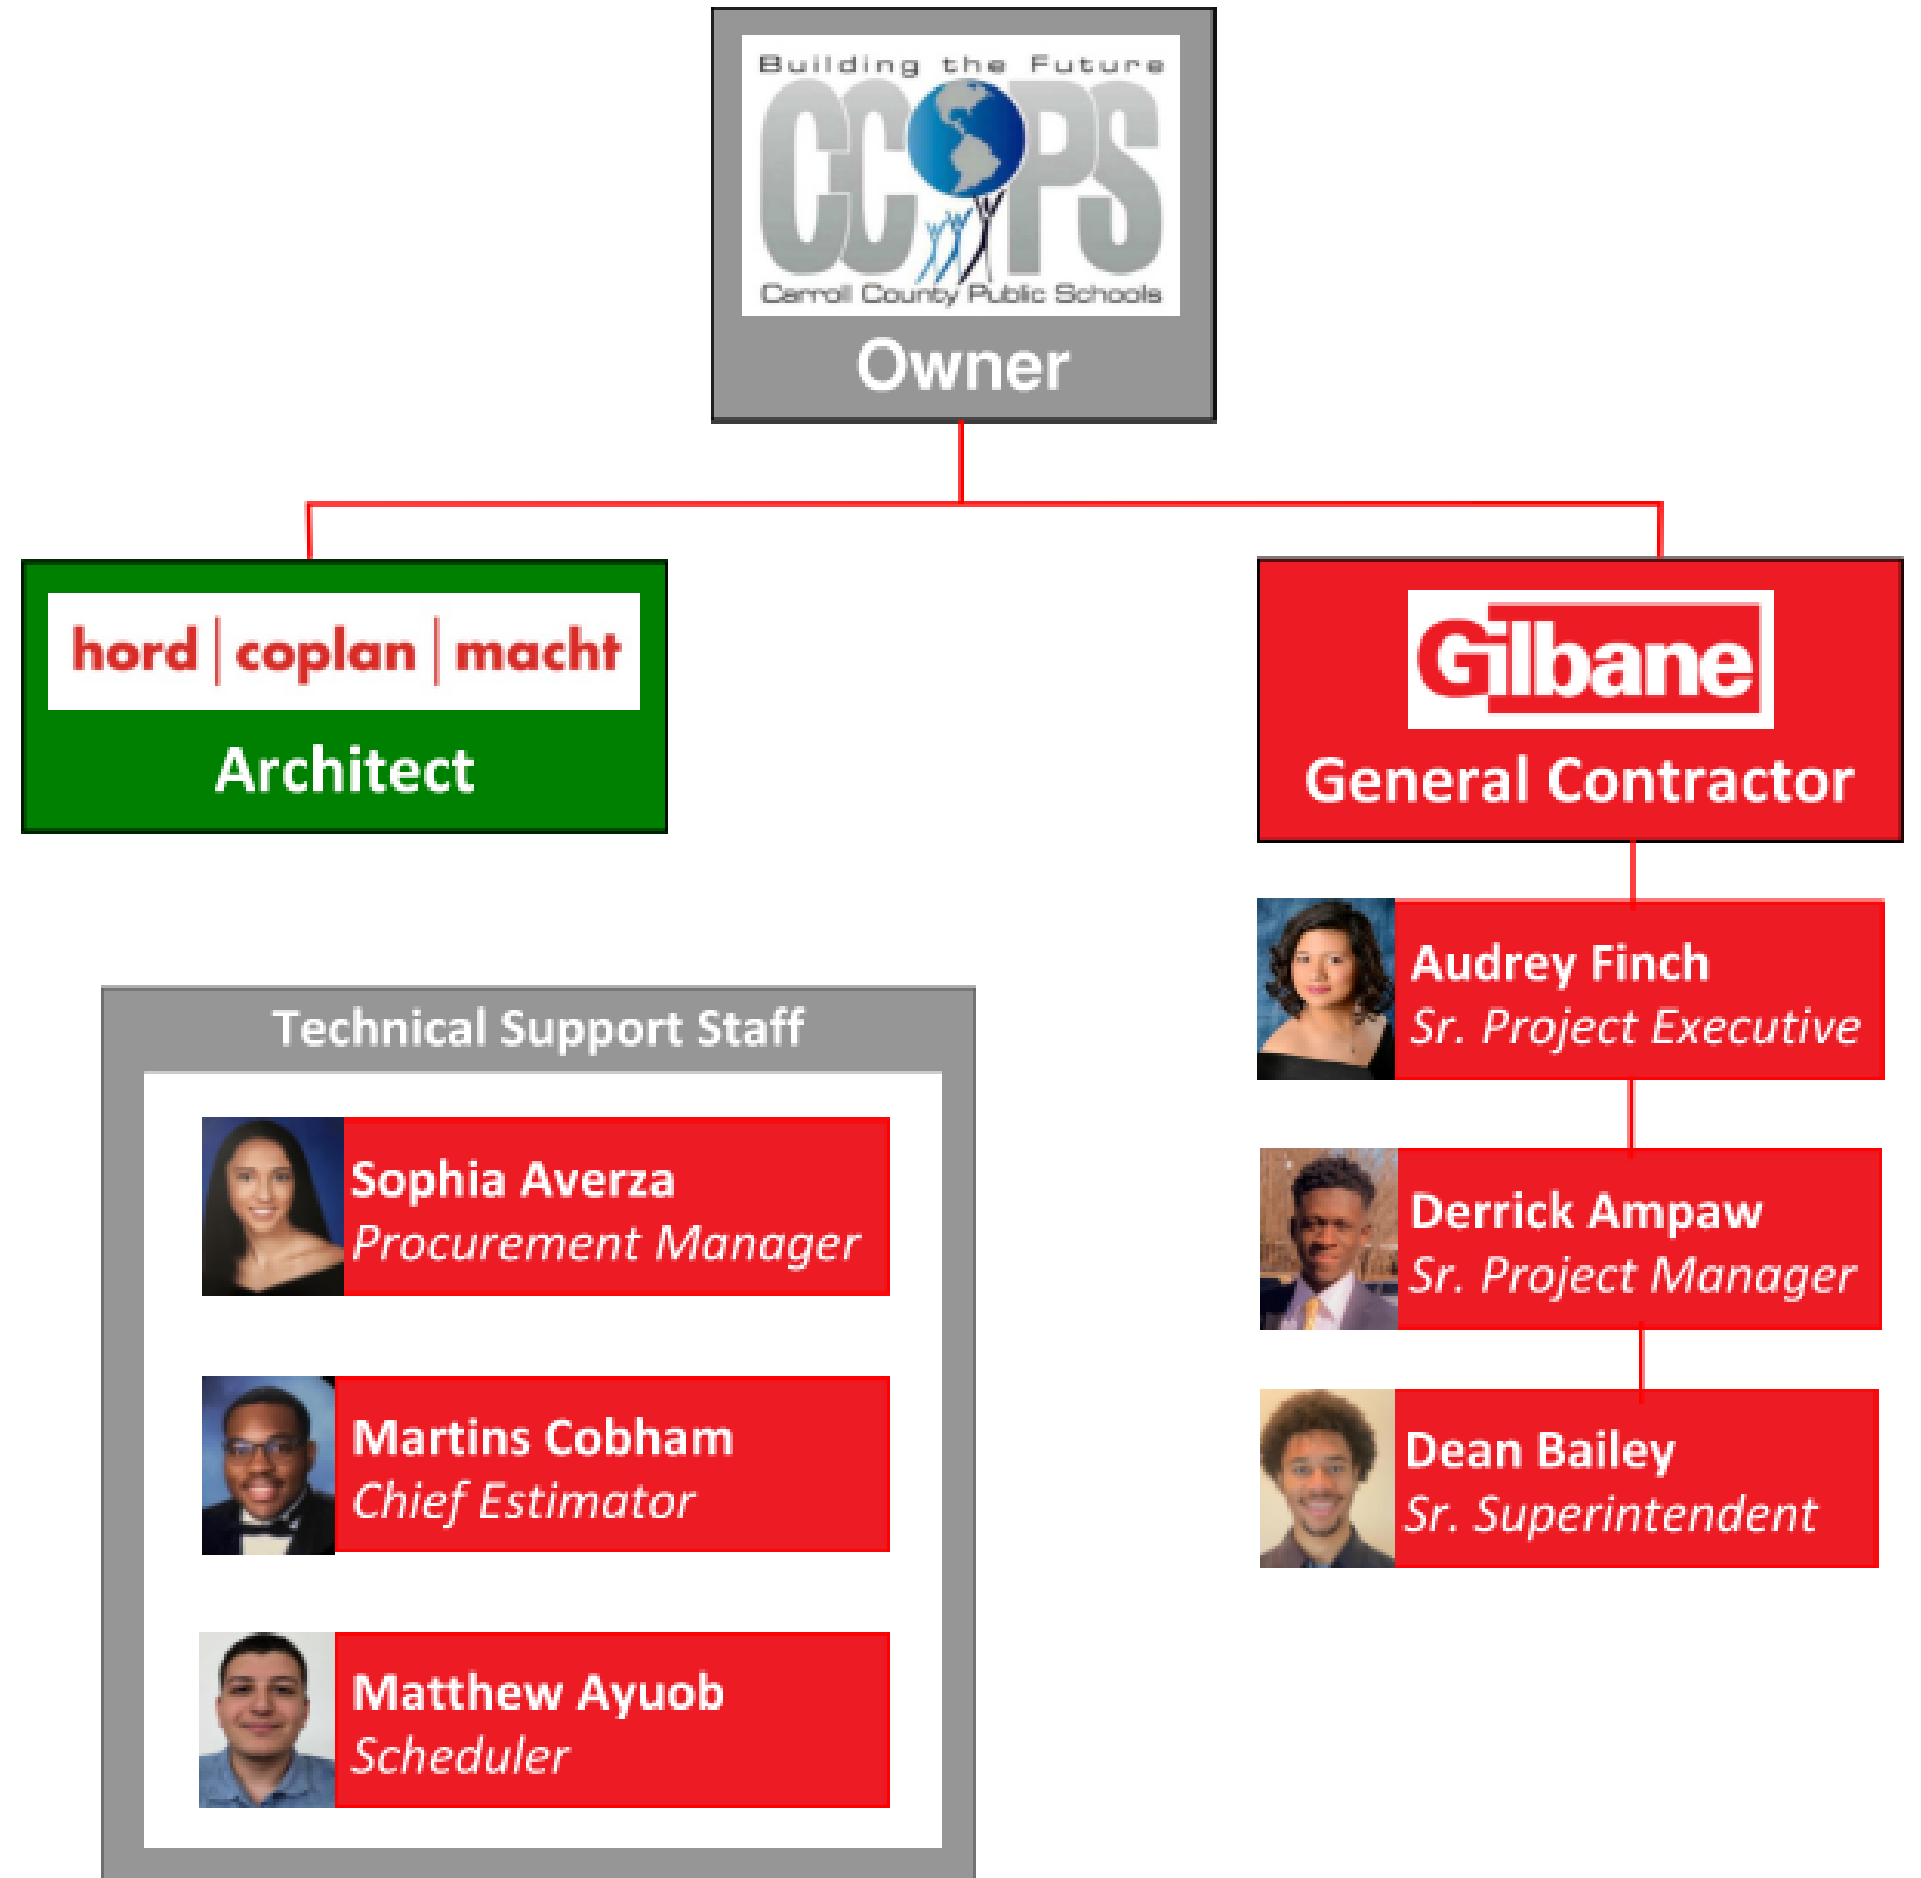 Building the Future
CCPS
Carroll County Public Schools
Owner
hord | coplan | macht
Architect
Gilbane
General Contractor
Audrey Finch
Sr. Project Executive
Derrick Ampaw
Sr. Project Manager
Dean Bailey
Sr. Superintendent
Technical Support Staff
Sophia Averza
Procurement Manager
Martins Cobham
Chief Estimator
Matthew Ayuob
Scheduler